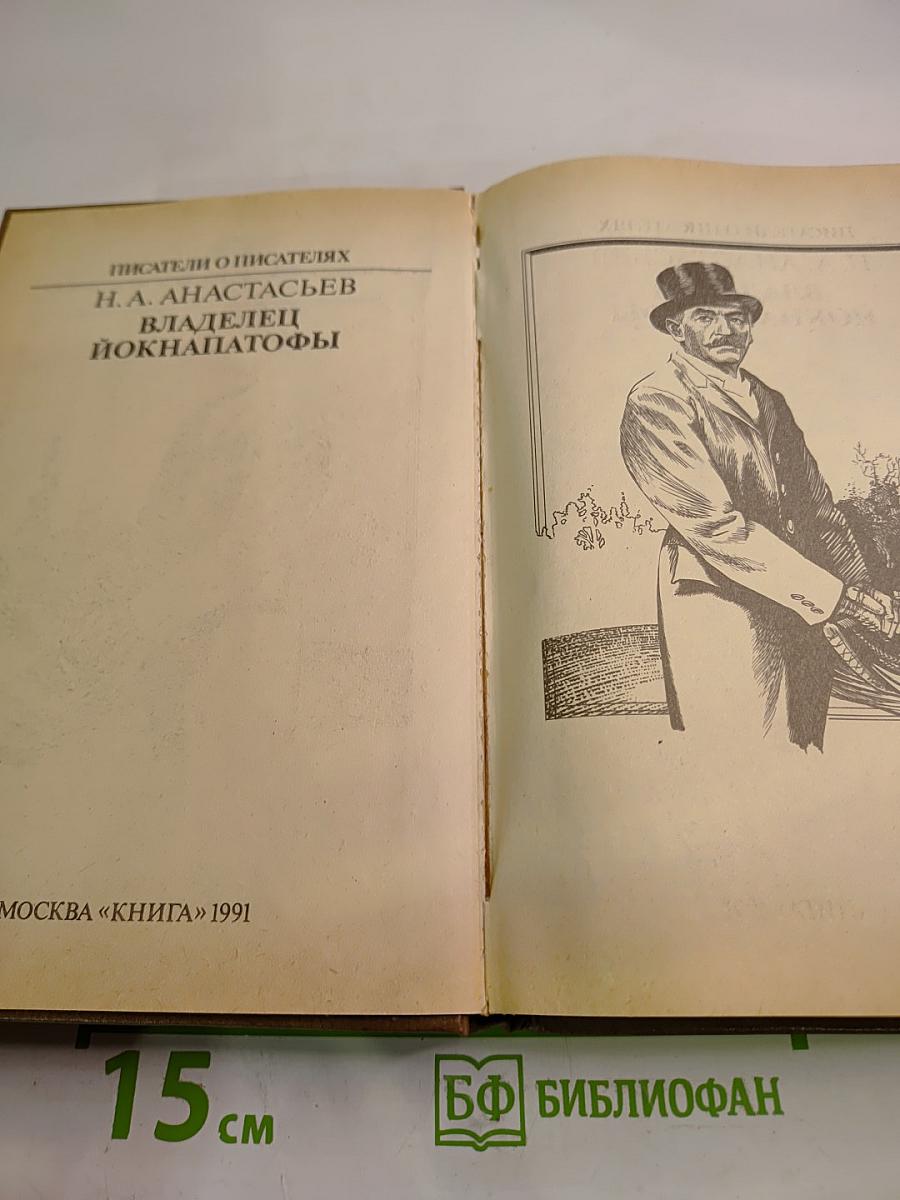 ПИСАТЕЛИ О ПИСАТЕЛЯХ
Н. А. АНАСТАСЬЕВ
ВЛАДЕЛЕЦ
ЙОКНАПАТОФЫ
МОСКВА «КНИГА» 1991
15 см
БФ БИБЛИОФАН